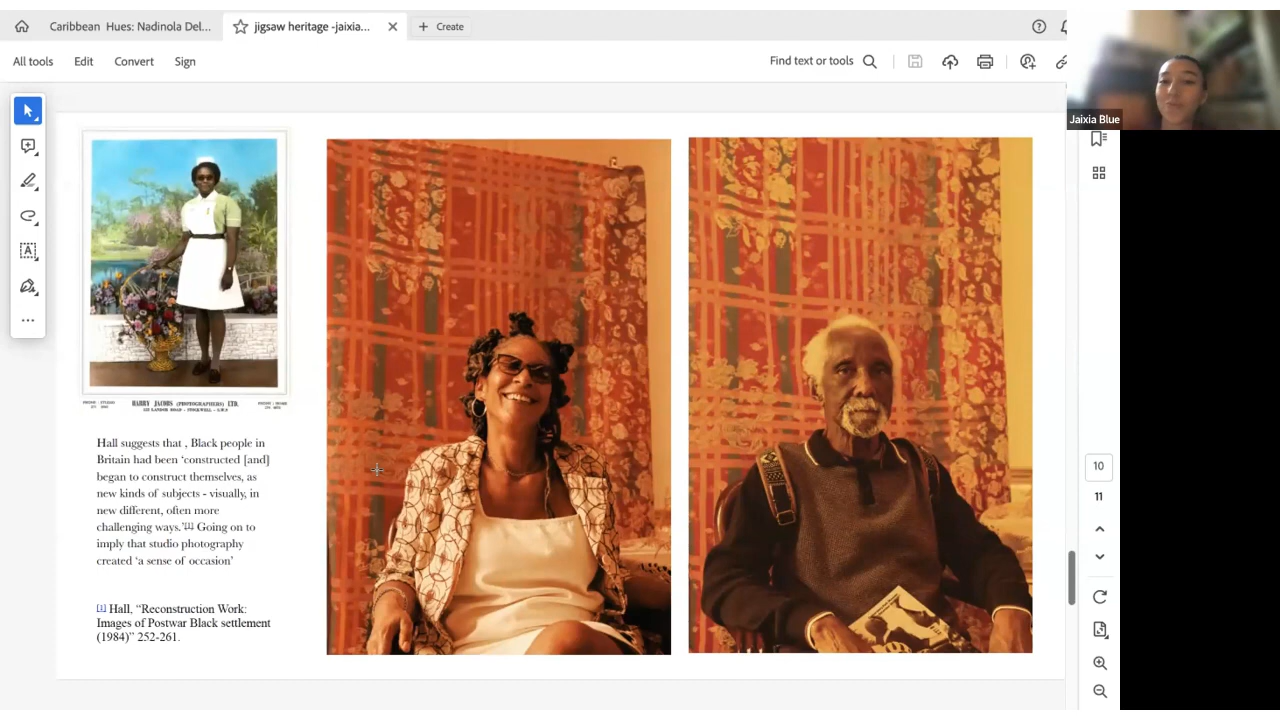 Caribbean Hues: Nadinola Del...
jigsaw heritage -jaixia...
Create
All tools
Edit
Convert
Sign
Find text or tools
Jaixia Blue
HARRY JACOBS (PHOTOGRAPHERS) LTD.
Hall suggests that , Black people in
Britain had been ‘constructed [and]
began to construct themselves, as
new kinds of subjects - visually, in
new different, often more
challenging ways.’[1] Going on to
imply that studio photography
created ‘a sense of occasion’
[1] Hall, “Reconstruction Work:
Images of Postwar Black settlement
(1984)” 252-261.
10
11